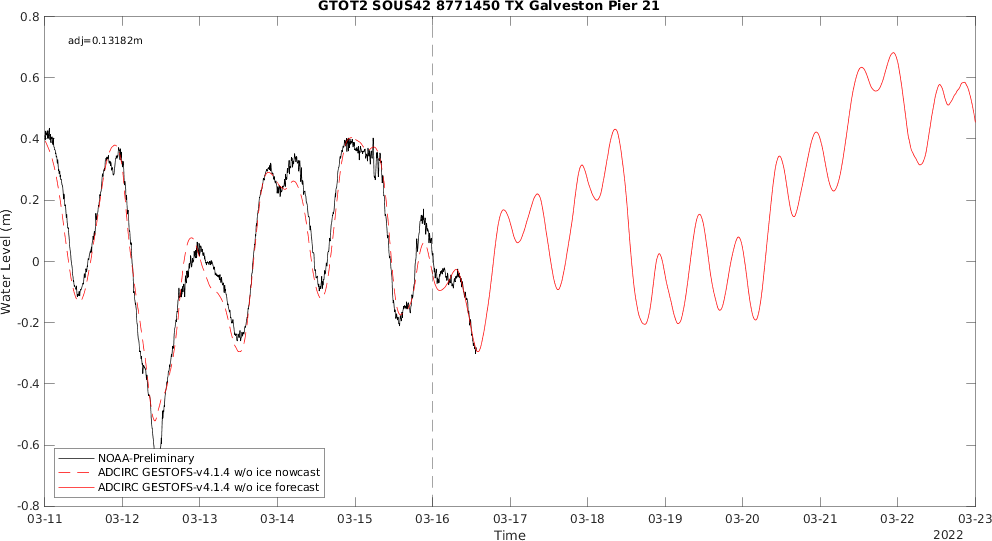 GTOT2 SOUS42 8771450 TX Galveston Pier 21
adj=0.13182m
0.8
0.6
0.4
0.2
0
-0.2
-0.4
-0.6
-0.8
Water Level (m)
NOAA-Preliminary
ADCIRC GESTOFS-v4.1.4 w/o ice nowcast
ADCIRC GESTOFS-v4.1.4 w/o ice forecast
03-11 03-12 03-13 03-14 03-15 03-16 03-17 03-18 03-19 03-20 03-21 03-22 03-23
Time
2022